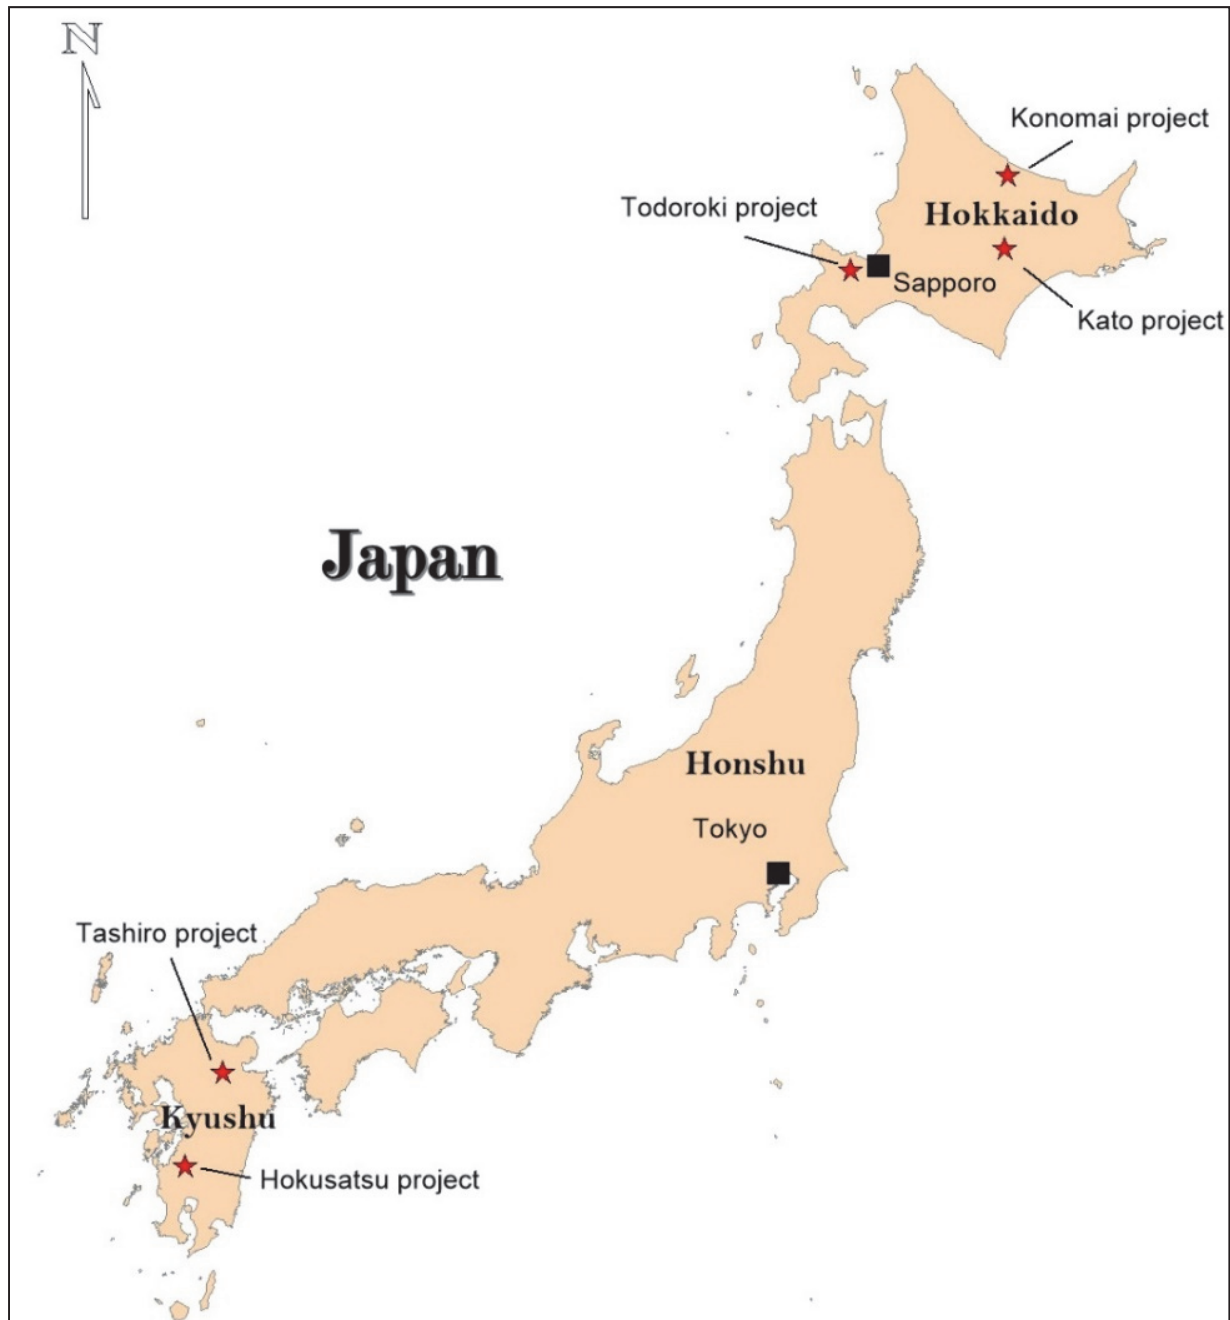 N
Konomai project
Todoroki project
Hokkaido
Sapporo
Kato project
Japan
Honshu
Tokyo
Tashiro project
Kyushu
Hokusatsu project